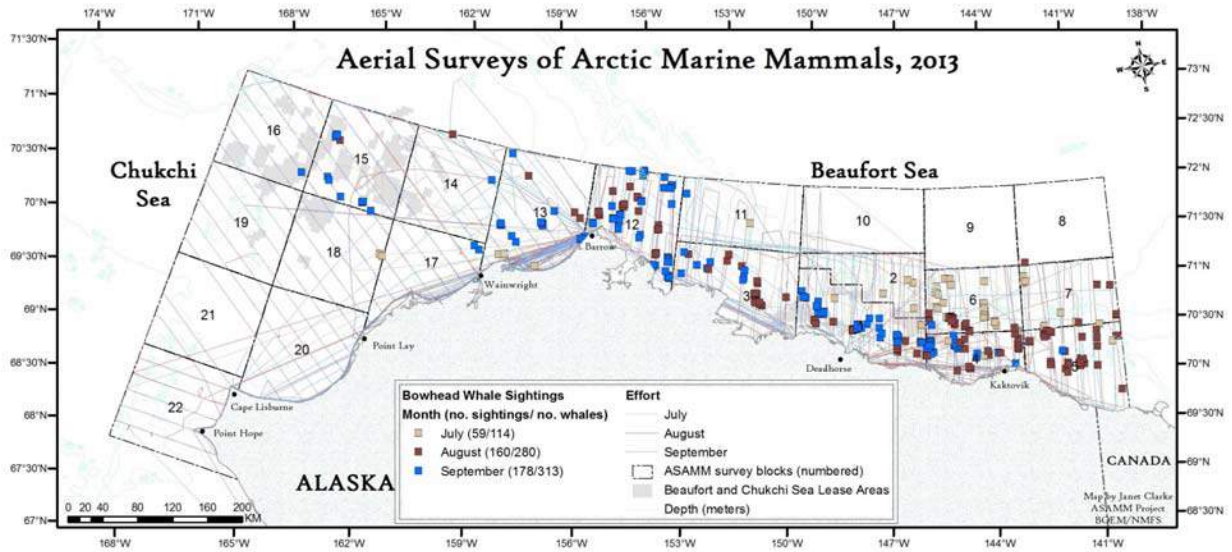 174°W 171°W 168°W 165°W 162°W 159°W 156°W 153°W 150°W 147°W 144°W 141°W 138°W
Aerial Surveys of Arctic Marine Mammals, 2013
N
W E
S
71°30'N
71°N
70°30'N
70°N
69°30'N
69°N
68°30'N
68°N
67°30'N
67°N
73°N
72°30'N
72°N
71°30'N
71°N
70°30'N
70°N
69°30'N
69°N
68°30'N
Chukchi
Sea
Beaufort Sea
16
15
14
13
12
11
10
9
8
19
18
17
2
6
7
3
4
5
21
20
22
Barrow
Wainwright
Point Lay
Cape Lisburne
Point Hope
Deadhorse
Kaktovik
ALASKA
CANADA
Bowhead Whale Sightings
Month (no. sightings/ no. whales)
July (59/114)
August (160/280)
September (178/313)
Effort
July
August
September
ASAMM survey blocks (numbered)
Beaufort and Chukchi Sea Lease Areas
Depth (meters)
0 20 40 80 120 160 200
KM
Map by Janet Clarke
ASAMM Project
BOEM/NMFS
168°W 165°W 162°W 159°W 156°W 153°W 150°W 147°W 144°W 141°W